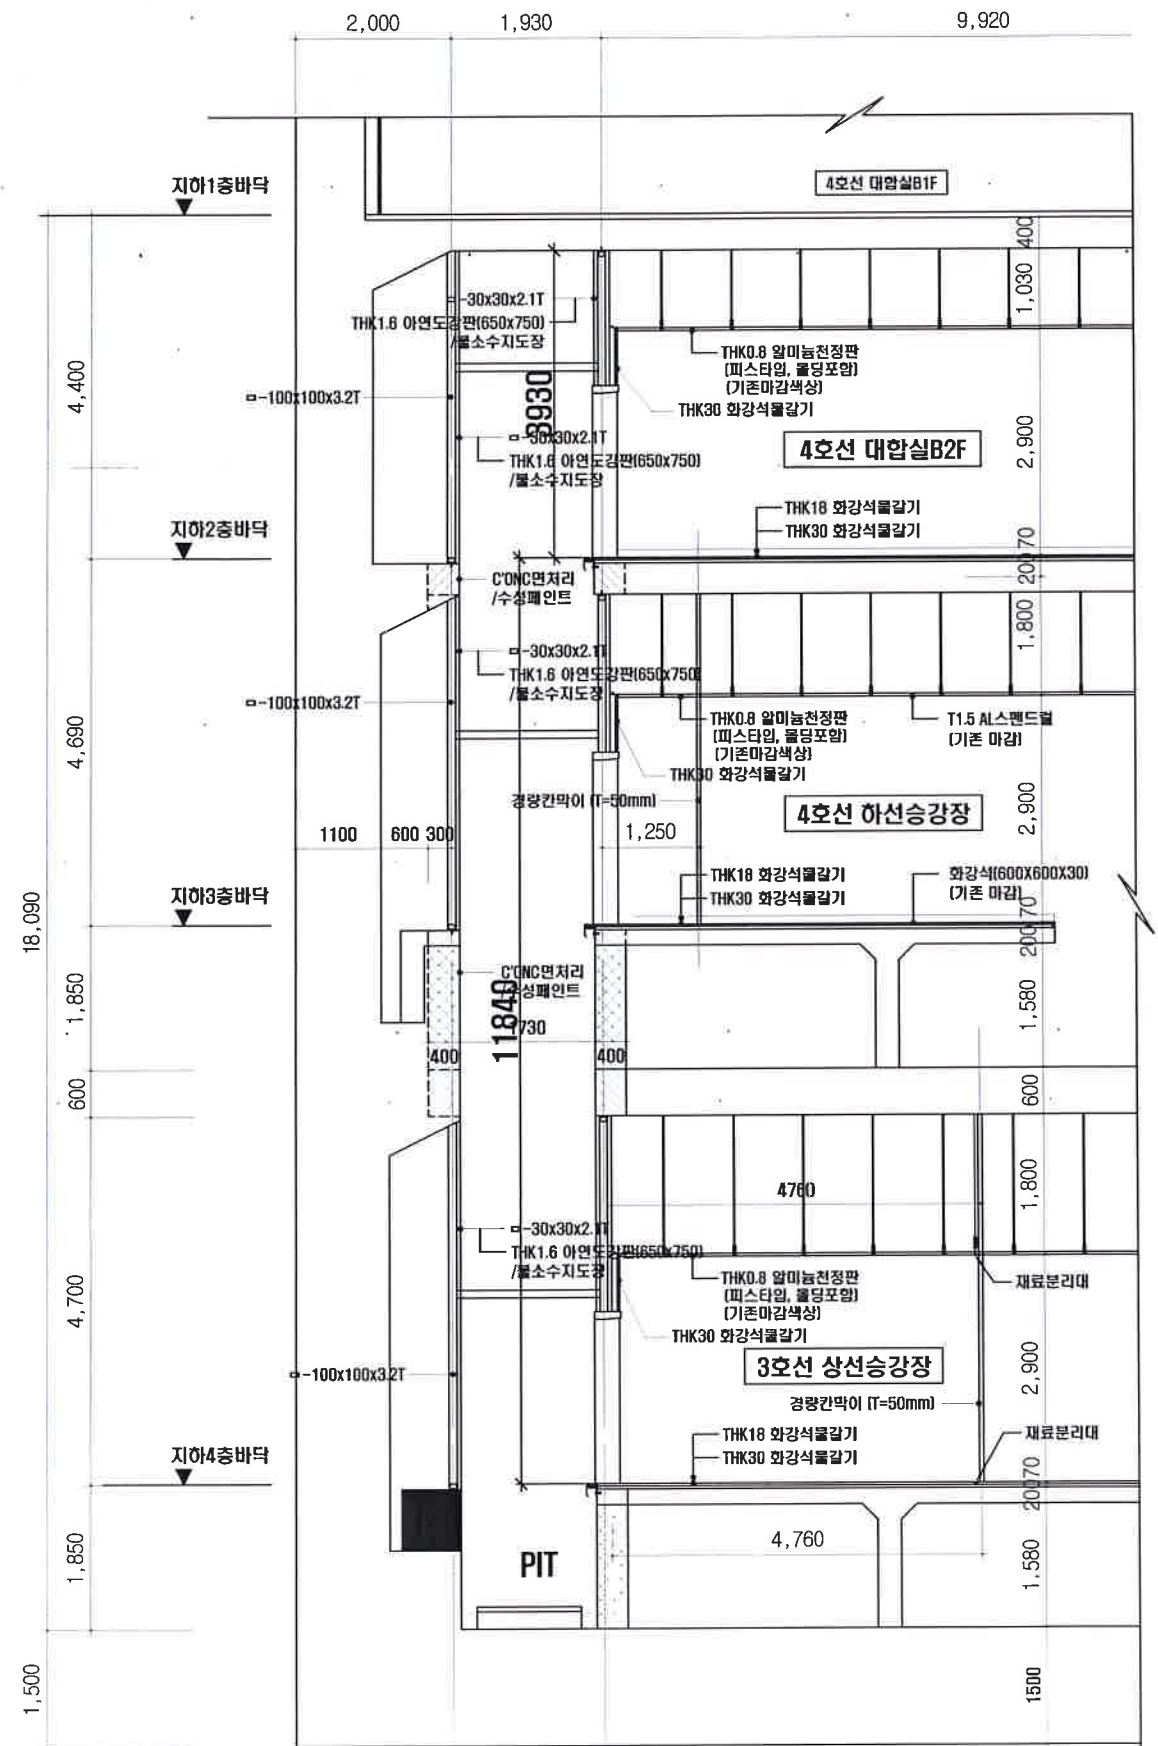 2,000
1,930
9,920
지하1층바닥
4호선 대합실B1F
400
1,030
-30x30x2.1T
THK1.6 아연도강판(650x750)
/불소수지도장
THK0.8 알미늄천정판
(피스타입, 몰딩포함)
(기존마감색상)
THK30 화강석물갈기
4,400
-100x100x3.2T
3930
-30x30x2.1T
THK1.6 아연도강판(650x750)
/불소수지도장
4호선 대합실B2F
2,900
THK18 화강석물갈기
THK30 화강석물갈기
지하2층바닥
20070
C'ONC면처리
/수성페인트
1,800
-30x30x2.1T
THK1.6 아연도강판(650x750)
/불소수지도장
-100x100x3.2T
THK0.8 알미늄천정판
(피스타입, 몰딩포함)
(기존마감색상)
T1.5 AL스펜드럴
(기존 마감)
THK30 화강석물갈기
4,690
경량칸막이 (T=50mm)
4호선 하선승강장
2,900
1100
600
300
1,250
THK18 화강석물갈기
THK30 화강석물갈기
화강석(600X600X30)
(기존 마감)
지하3층바닥
18,090
20070
C'ONC면처리
/수성페인트
1,850
11840
1730
1,580
400
400
600
600
4760
1,800
-30x30x2.1T
THK1.6 아연도강판(650x750)
/불소수지도장
THK0.8 알미늄천정판
(피스타입, 몰딩포함)
(기존마감색상)
재료분리대
THK30 화강석물갈기
4,700
3호선 상선승강장
2,900
-100x100x3.2T
경량칸막이 (T=50mm)
THK18 화강석물갈기
THK30 화강석물갈기
재료분리대
지하4층바닥
20070
1,850
PIT
4,760
1,580
1,500
1500